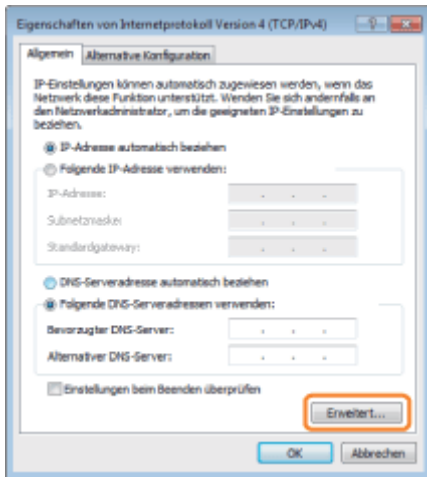 Eigenschaften von Internetprotokoll Version 4 (TCP/IPv4)
Allgemein
Alternative Konfiguration
IP-Einstellungen können automatisch zugewiesen werden, wenn das
Netzwerk diese Funktion unterstützt. Wenden Sie sich andernfalls an
den Netzwerkadministrator, um die geeigneten IP-Einstellungen zu
beziehen.
IP-Adresse automatisch beziehen
Folgende IP-Adresse verwenden:
IP-Adresse:
Subnetzmaske:
Standardgateway:
DNS-Serveradresse automatisch beziehen
Folgende DNS-Serveradressen verwenden:
Bevorzugter DNS-Server:
Alternativer DNS-Server:
Einstellungen beim Beenden überprüfen
Erweitert...
OK
Abbrechen